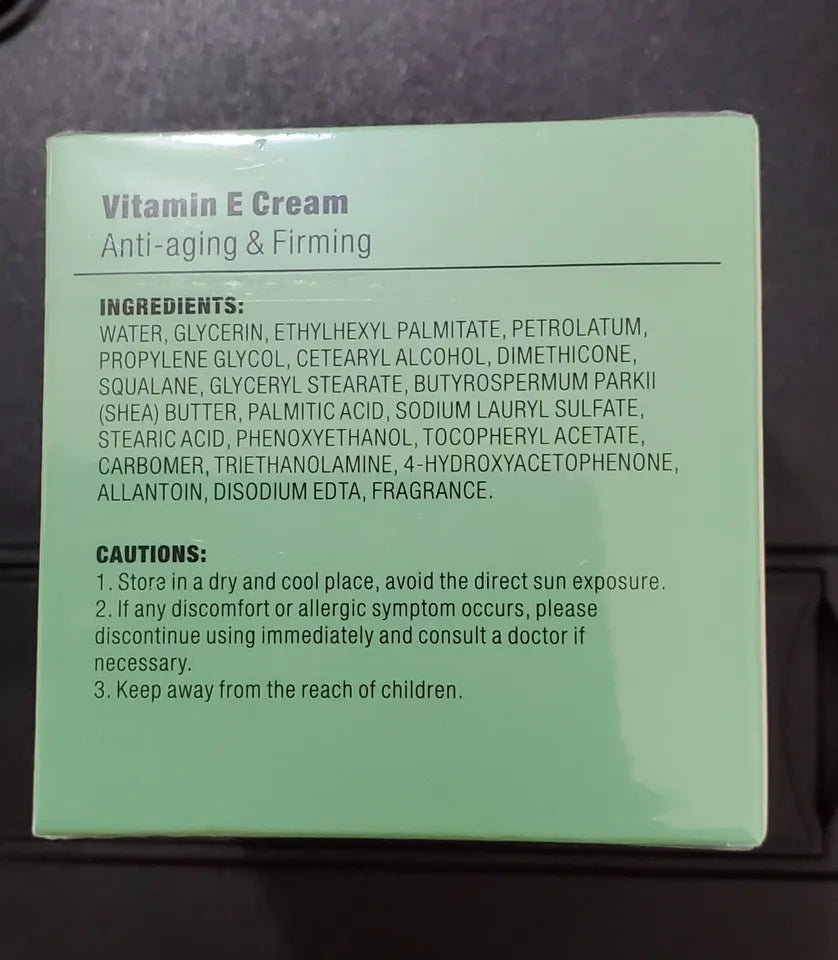 Vitamin E Cream
Anti-aging & Firming
INGREDIENTS:
WATER, GLYCERIN, ETHYLHEXYL PALMITATE, PETROLATUM,
PROPYLENE GLYCOL, CETEARYL ALCOHOL, DIMETHICONE,
SQUALANE, GLYCERYL STEARATE, BUTYROSPERMUM PARKII
(SHEA) BUTTER, PALMITIC ACID, SODIUM LAURYL SULFATE,
STEARIC ACID, PHENOXYETHANOL, TOCOPHERYL ACETATE,
CARBOMER, TRIETHANOLAMINE, 4-HYDROXYACETOPHENONE,
ALLANTOIN, DISODIUM EDTA, FRAGRANCE.
CAUTIONS:
1. Store in a dry and cool place, avoid the direct sun exposure.
2. If any discomfort or allergic symptom occurs, please
discontinue using immediately and consult a doctor if
necessary.
3. Keep away from the reach of children.